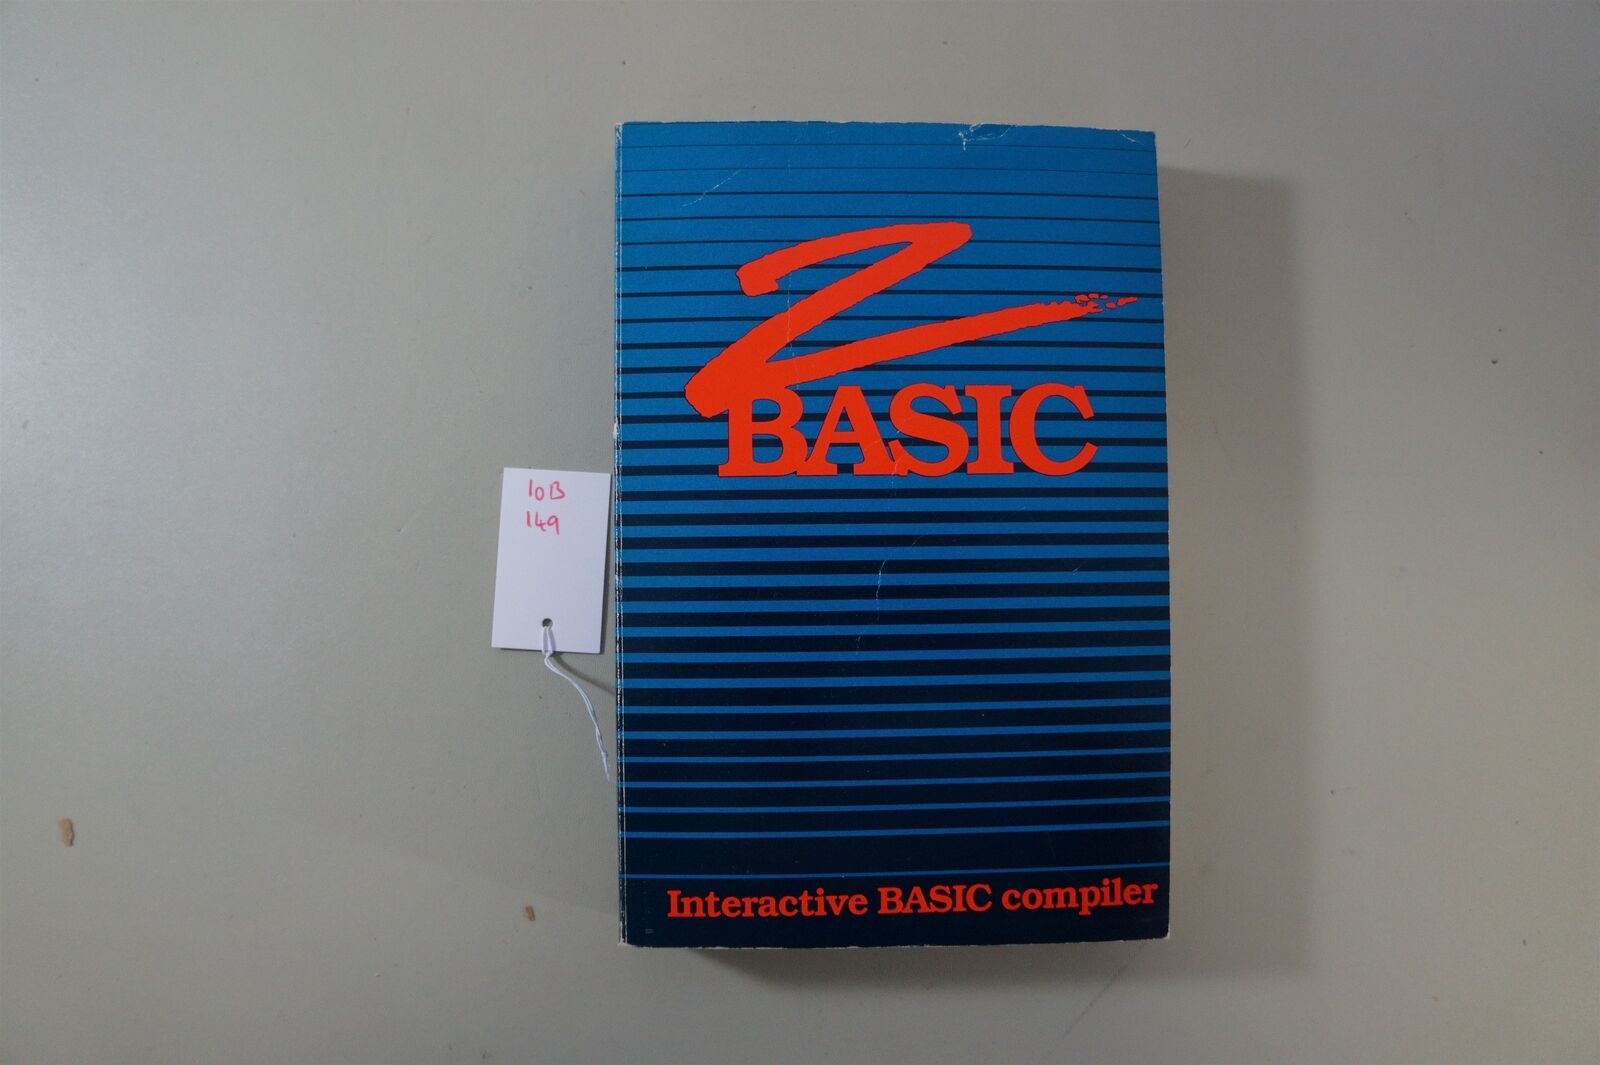 Z
BASIC
10B
149
Interactive BASIC compiler